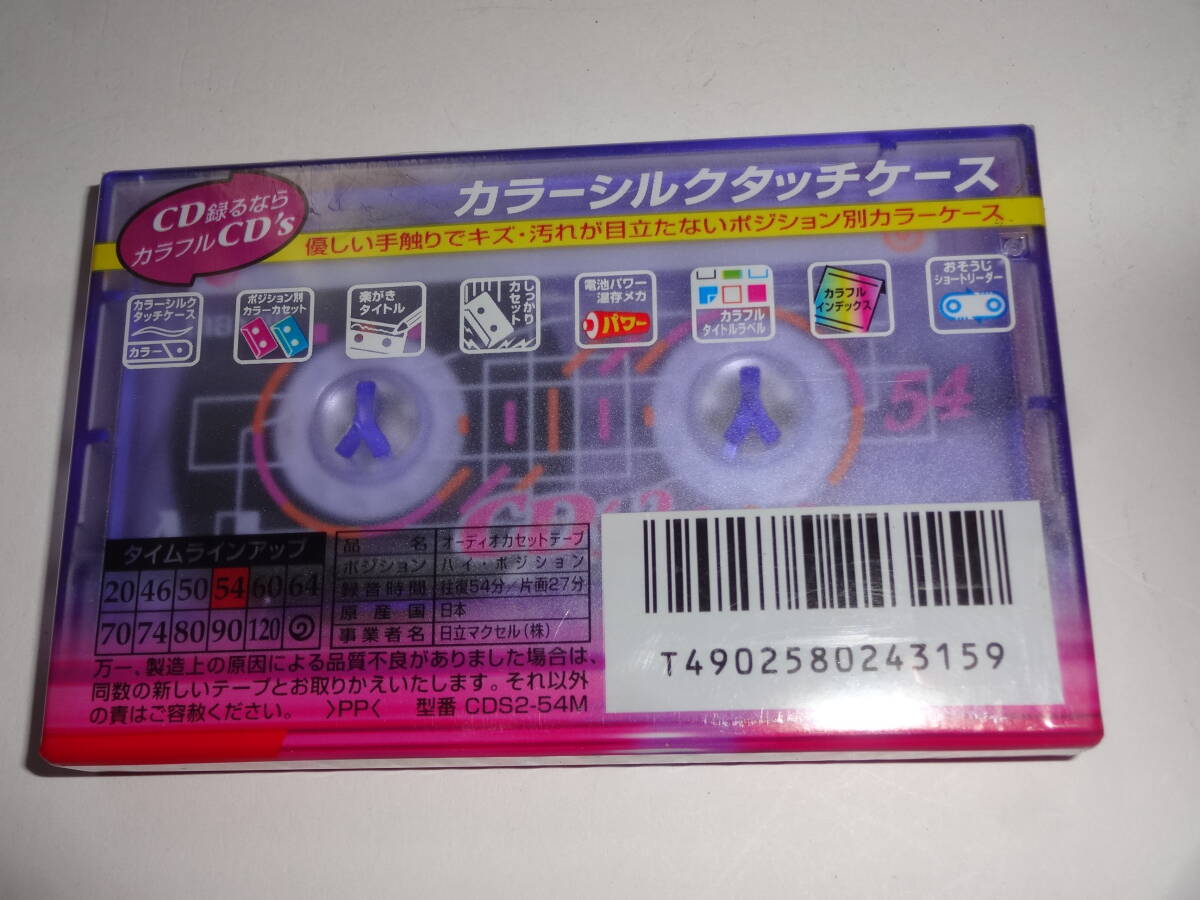 CD録るなら
カラフルCD's
カラーシルクタッチケース
優しい手触りでキズ・汚れが目立たないポジション別カラーケース
カラーシルク
タッチケース
カラー
ポジション別
カラーカセット
楽がき
タイトル
しっかり
カセット
電池パワー
温存メカ
パワー
カラフル
タイトルラベル
カラフル
インデックス
おそうじ
ショートリーダー
54
タイムラインアップ
20 46 50 54 60 64
70 74 80 90 120
品名 オーディオカセットテープ
ポジション ハイ・ポジション
録音時間 往復54分/片面27分
原産国 日本
事業者名 日立マクセル(株)
万一、製造上の原因による品質不良がありました場合は、
同数の新しいテープとお取りかえいたします。それ以外
の責はご容赦ください。 >PP< 型番 CDS2-54M
T4902580243159